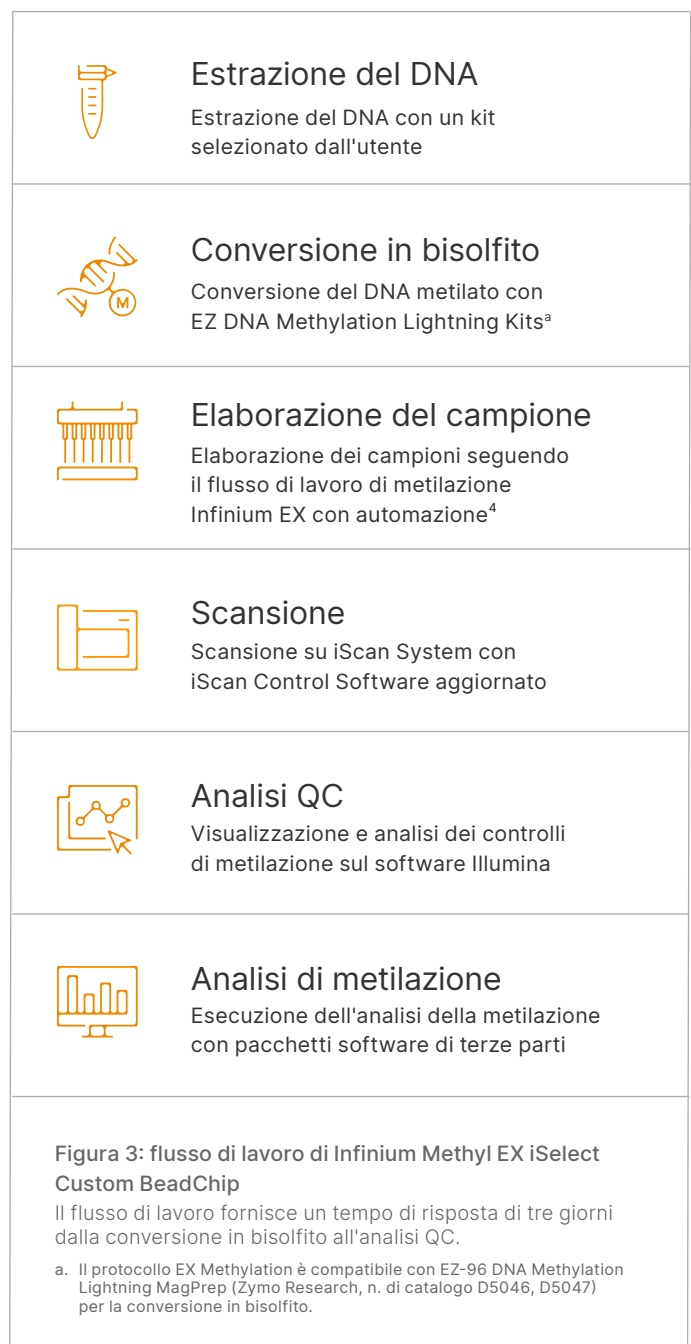 Estrazione del DNA
Estrazione del DNA con un kit
selezionato dall'utente
Conversione in bisolfito
M
Conversione del DNA metilato con
EZ DNA Methylation Lightning Kitsᵃ
Elaborazione del campione
Elaborazione dei campioni seguendo
il flusso di lavoro di metilazione
Infinium EX con automazione⁴
Scansione
Scansione su iScan System con
iScan Control Software aggiornato
Analisi QC
Visualizzazione e analisi dei controlli
di metilazione sul software Illumina
Analisi di metilazione
Esecuzione dell'analisi della metilazione
con pacchetti software di terze parti
Figura 3: flusso di lavoro di Infinium Methyl EX iSelect
Custom BeadChip
Il flusso di lavoro fornisce un tempo di risposta di tre giorni
dalla conversione in bisolfito all'analisi QC.
a. Il protocollo EX Methylation è compatibile con EZ-96 DNA Methylation
Lightning MagPrep (Zymo Research, n. di catalogo D5046, D5047)
per la conversione in bisolfito.